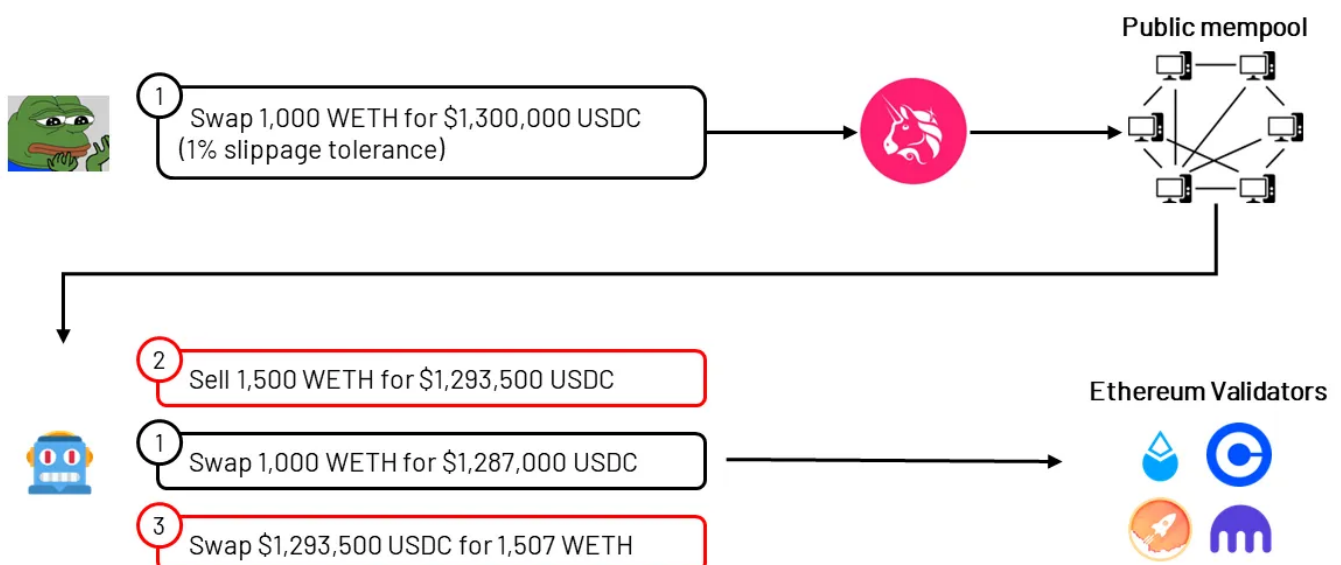 Public mempool
1
Swap 1,000 WETH for $1,300,000 USDC
(1% slippage tolerance)
2
Sell 1,500 WETH for $1,293,500 USDC
Ethereum Validators
1
Swap 1,000 WETH for $1,287,000 USDC
3
Swap $1,293,500 USDC for 1,507 WETH